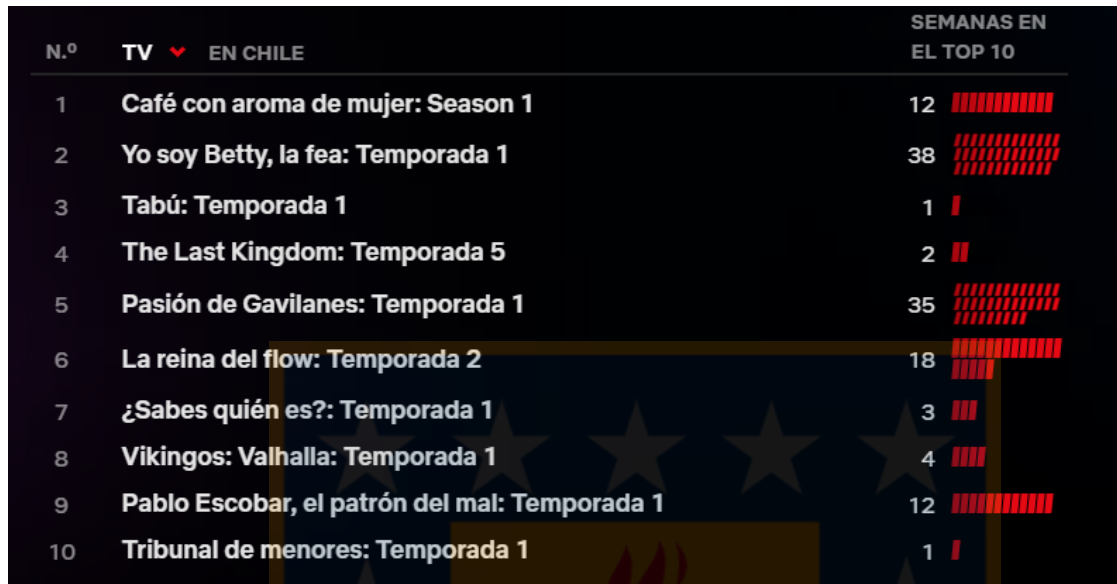 N.º TV EN CHILE SEMANAS EN EL TOP 10
1 Café con aroma de mujer: Season 1 12
2 Yo soy Betty, la fea: Temporada 1 38
3 Tabú: Temporada 1 1
4 The Last Kingdom: Temporada 5 2
5 Pasión de Gavilanes: Temporada 1 35
6 La reina del flow: Temporada 2 18
7 ¿Sabes quién es?: Temporada 1 3
8 Vikingos: Valhalla: Temporada 1 4
9 Pablo Escobar, el patrón del mal: Temporada 1 12
10 Tribunal de menores: Temporada 1 1